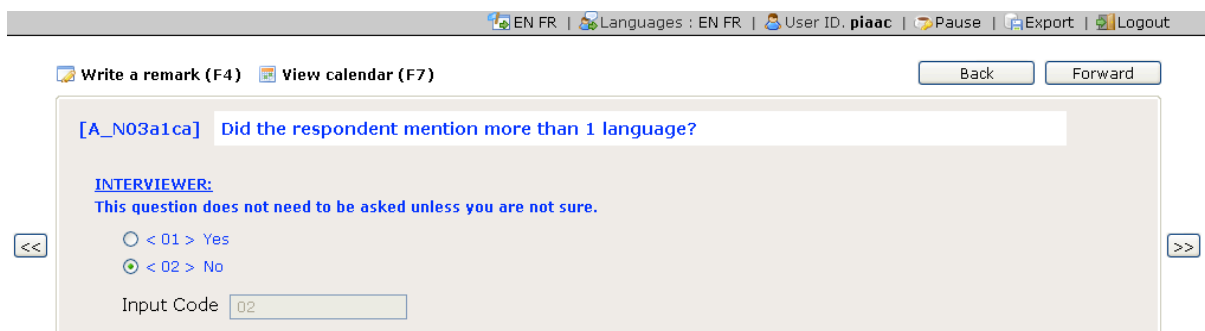 EN FR | Languages : EN FR | User ID. piaac | Pause | Export | Logout
Write a remark (F4) View calendar (F7) Back Forward
[A_N03a1ca] Did the respondent mention more than 1 language?
INTERVIEWER:
This question does not need to be asked unless you are not sure.
< 01 > Yes
<< >>
< 02 > No
Input Code 02